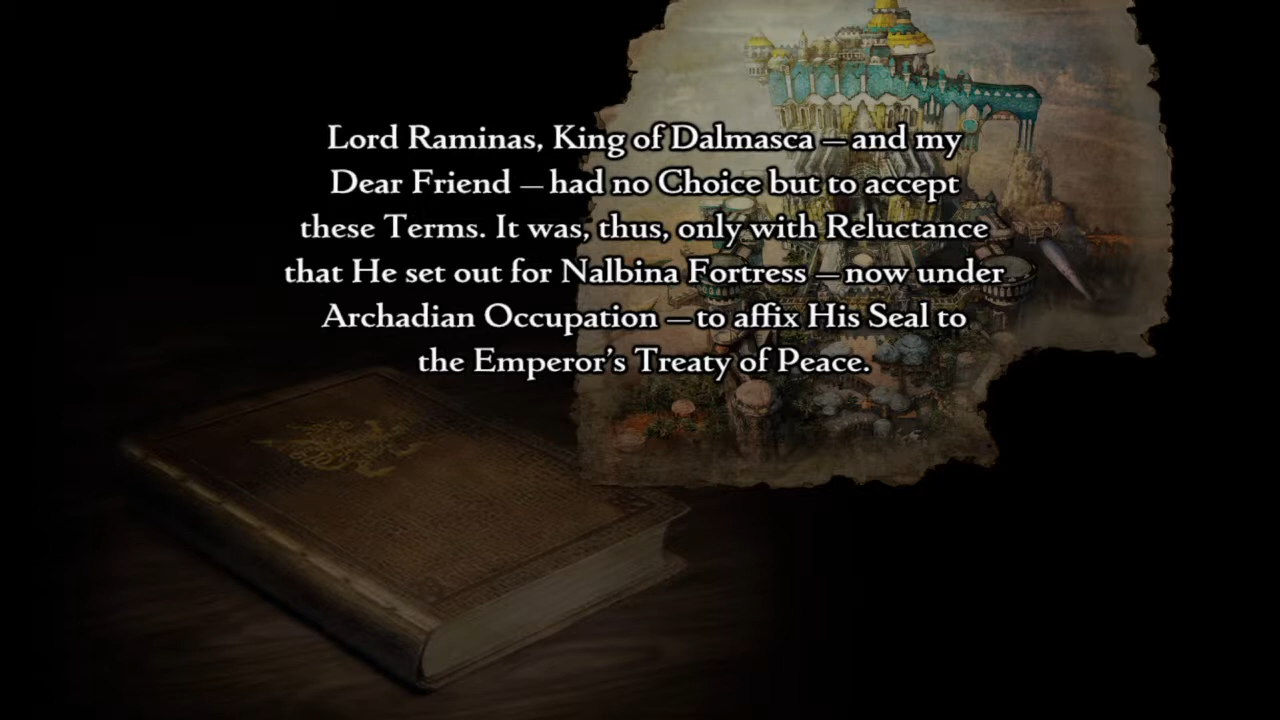 Lord Raminas, King of Dalmasca — and my
Dear Friend — had no Choice but to accept
these Terms. It was, thus, only with Reluctance
that He set out for Nalbina Fortress — now under
Archadian Occupation — to affix His Seal to
the Emperor’s Treaty of Peace.